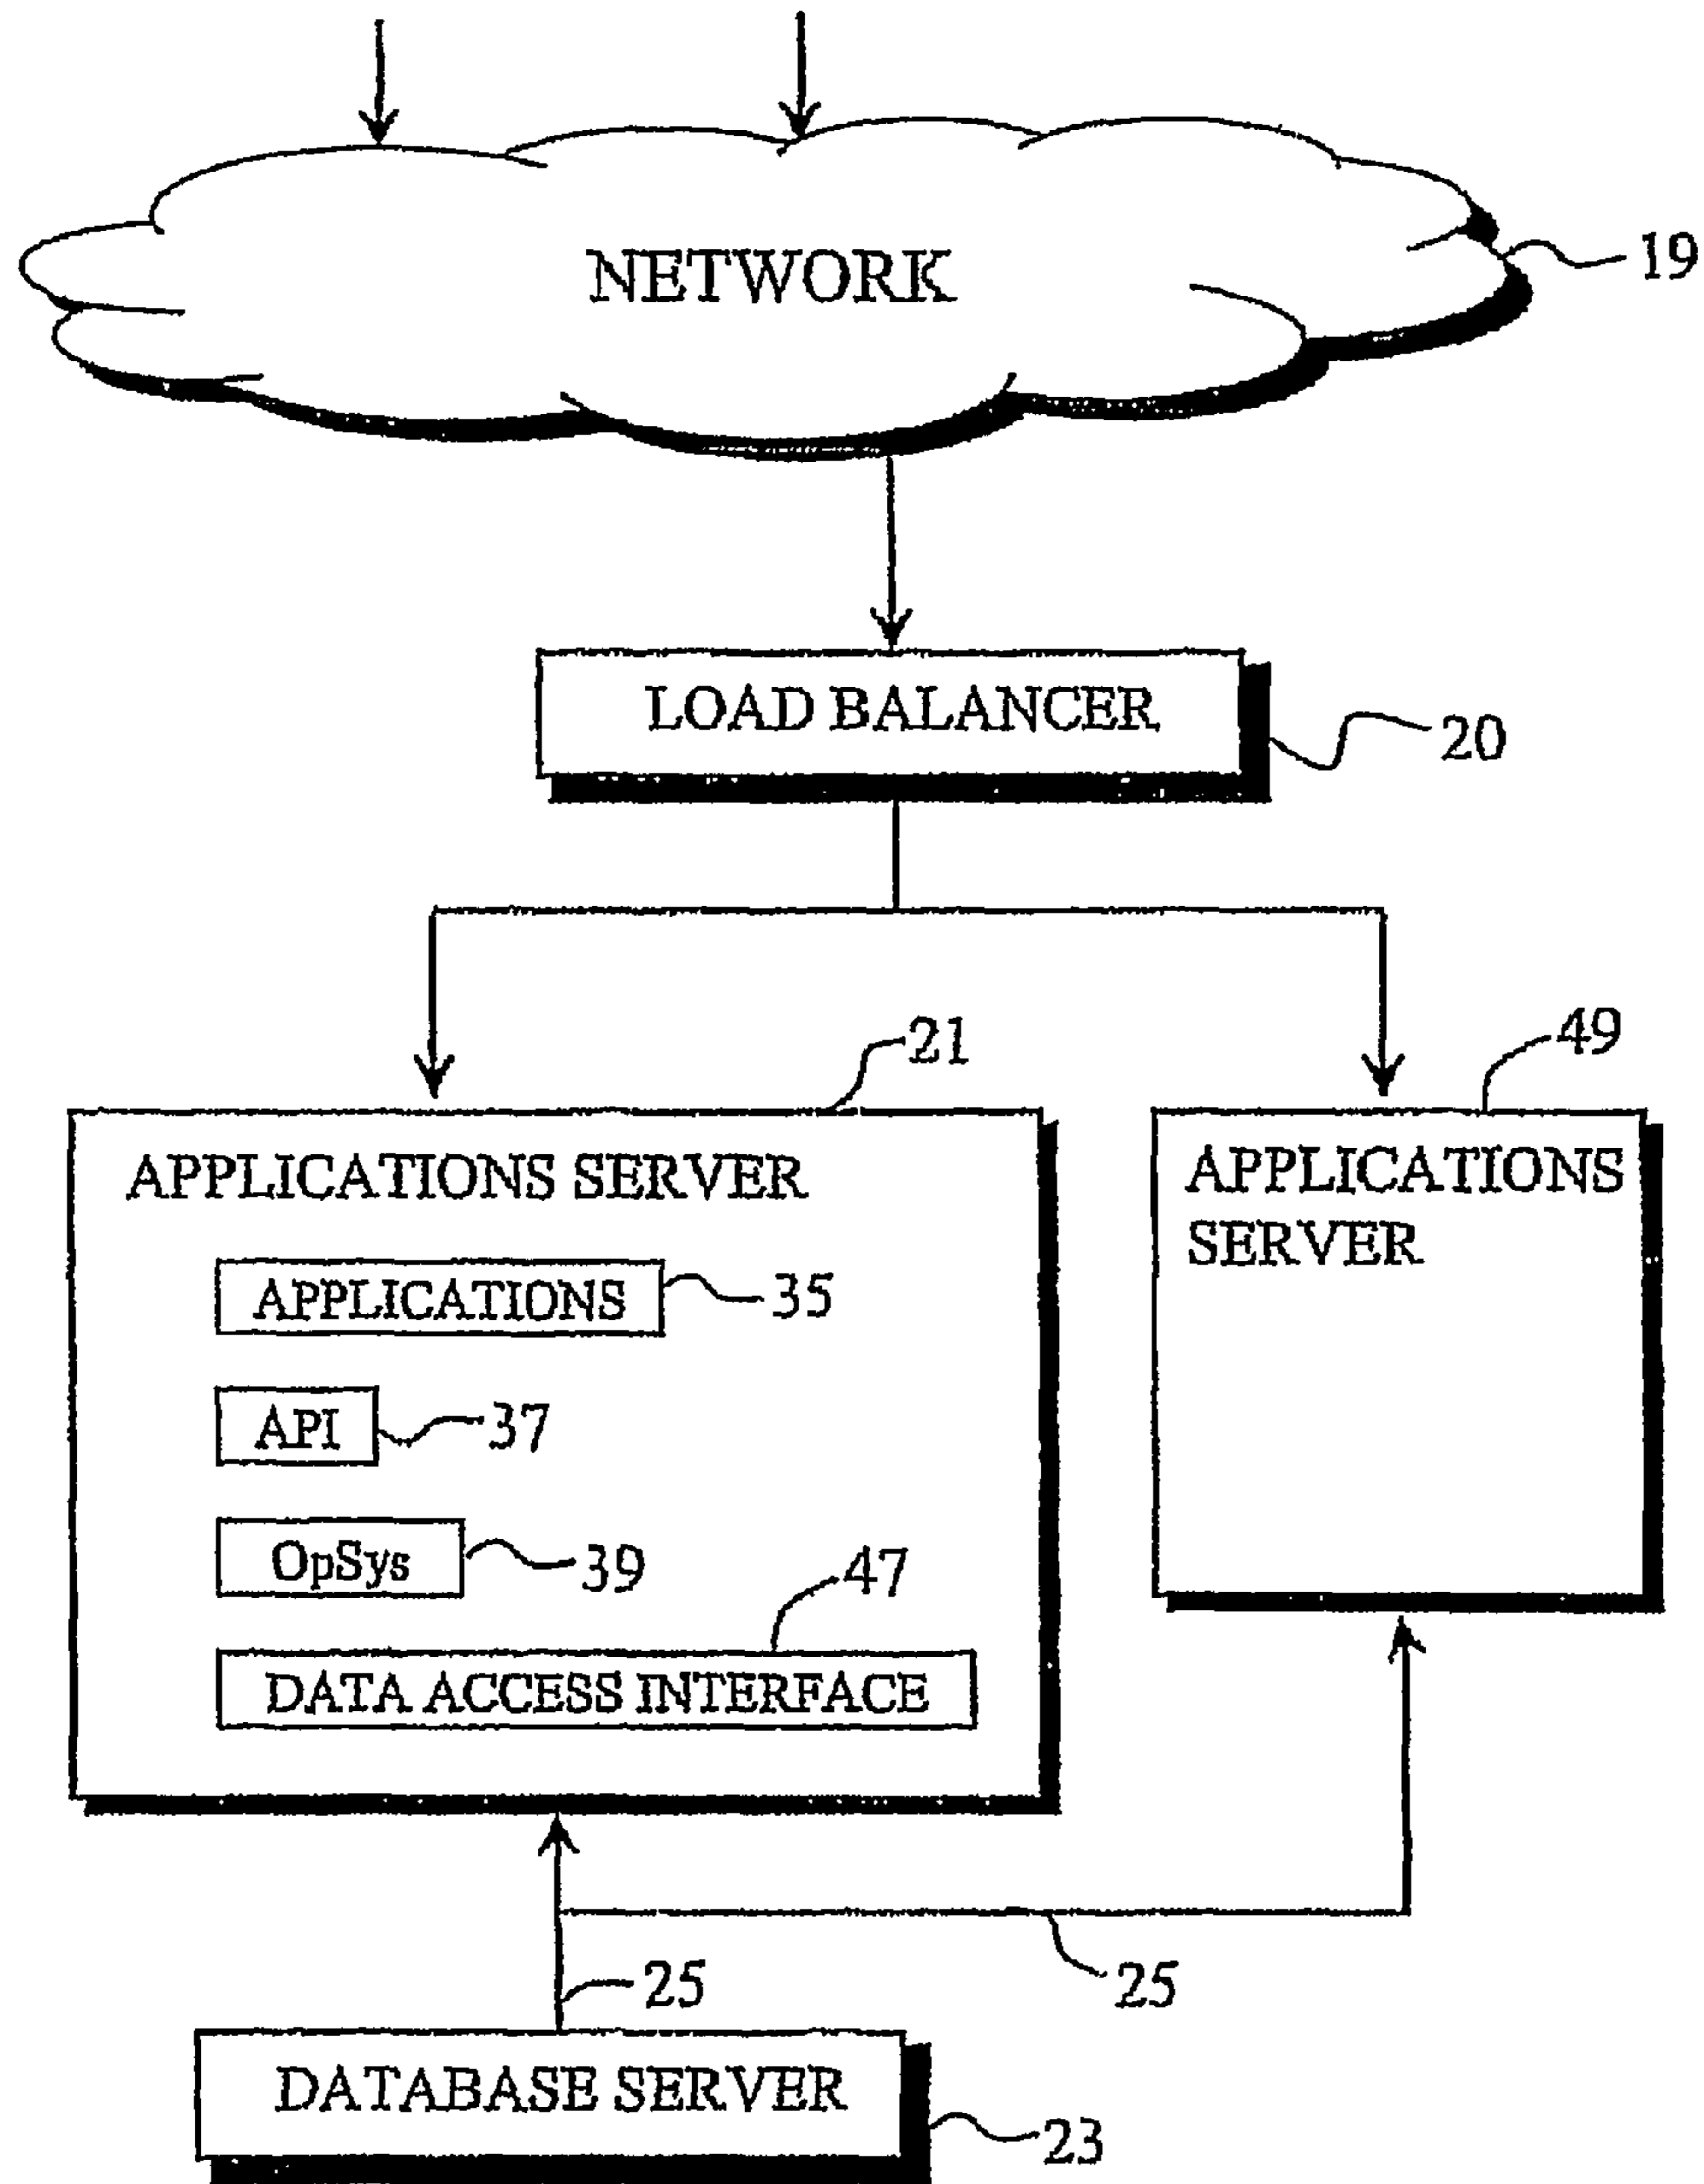 NETWORK
19
LOAD BALANCER
20
21
49
APPLICATIONS SERVER
APPLICATIONS
SERVER
APPLICATIONS
35
API
37
OpSys
39
47
DATA ACCESS INTERFACE
25
25
DATABASE SERVER
23